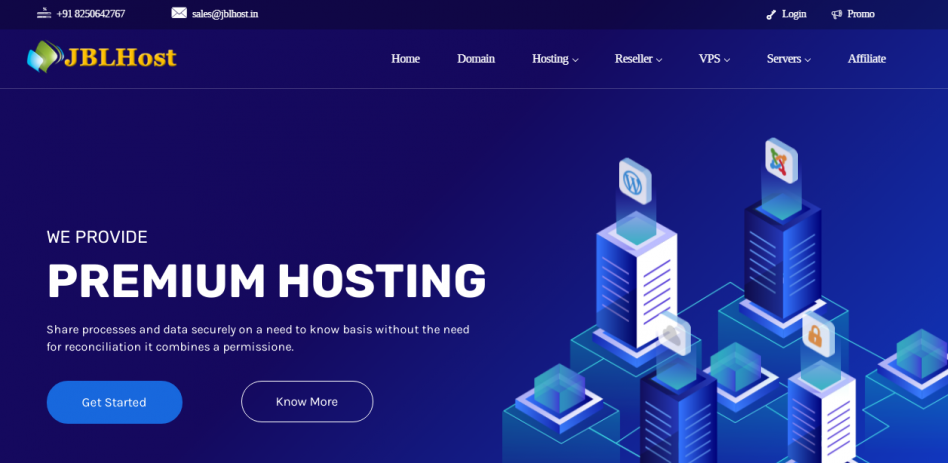 +91 8250642767 sales@jblhost.in Login Promo
JBLHost Home Domain Hosting Reseller VPS Servers Affiliate
WE PROVIDE
PREMIUM HOSTING
Share processes and data securely on a need to know basis without the need
for reconciliation it combines a permissione.
Get Started Know More